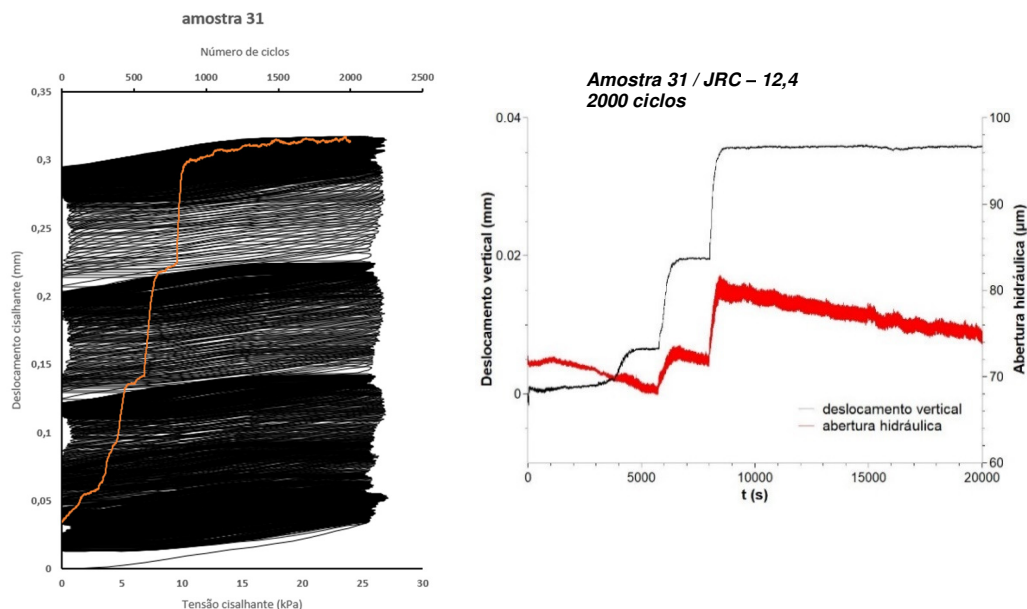 amostra 31
Número de ciclos
0 500 1000 1500 2000 2500
0,35
0,3
0,25
0,2
0,15
0,1
0,05
0
Deslocamento cisalhante (mm)
0 5 10 15 20 25 30
Tensão cisalhante (kPa)
Amostra 31 / JRC – 12,4
2000 ciclos
0.04
0.02
0
Deslocamento vertical (mm)
100
90
80
70
60
Abertura hidráulica (µm)
deslocamento vertical
abertura hidráulica
0 5000 10000 15000 20000
t (s)